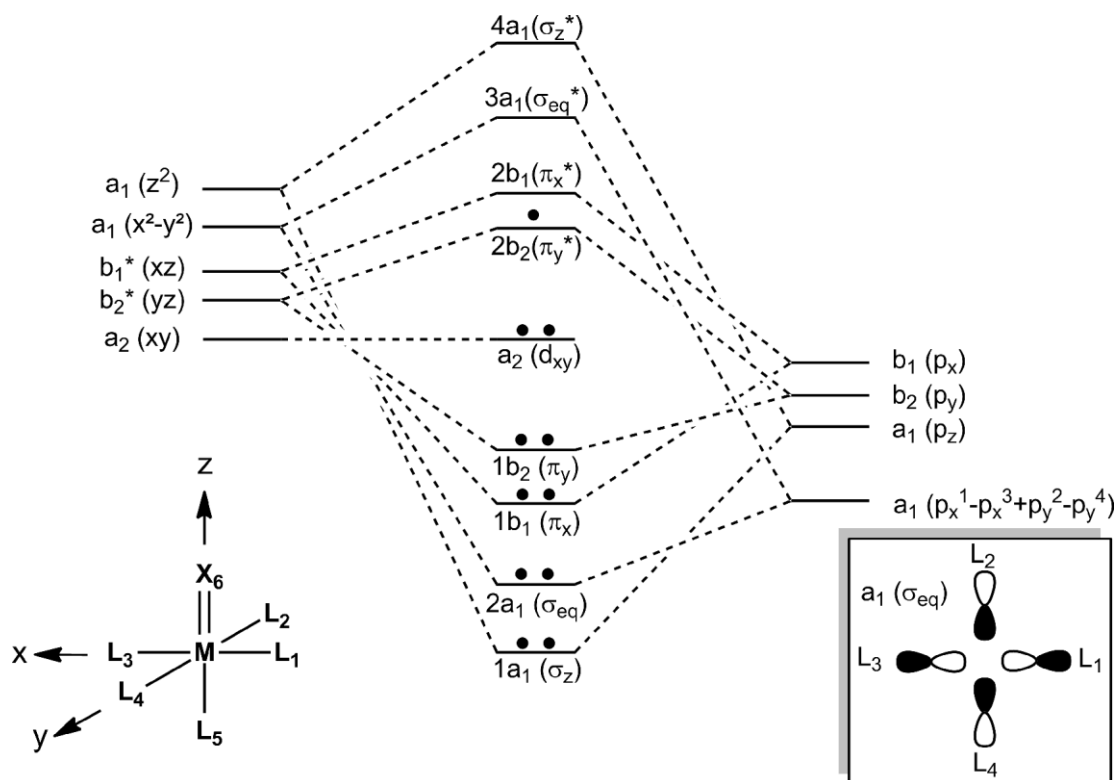 4a₁(σz*)
3a₁(σeq*)
2b₁(πx*)
2b₂(πy*)
a₂ (dxy)
1b₂ (πy)
1b₁ (πx)
2a₁ (σeq)
1a₁ (σz)
a₁ (z²)
a₁ (x²-y²)
b₁* (xz)
b₂* (yz)
a₂ (xy)
b₁ (pₓ)
b₂ (py)
a₁ (pz)
a₁ (pₓ¹-pₓ³+py²-py⁴)
z
X₆
L₂
x
L₃
M
L₁
L₄
y
L₅
L₂
a₁ (σeq)
L₃
L₁
L₄